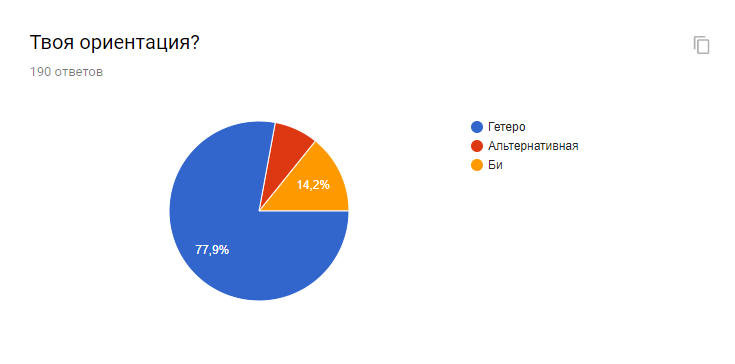 Твоя ориентация?
190 ответов
Гетеро
Альтернативная
Би
14,2%
77,9%